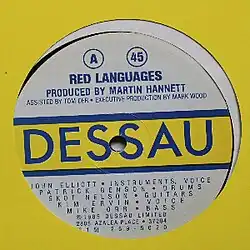 A 45
RED LANGUAGES
PRODUCED BY MARTIN HANNETT
ASSISTED BY TOM DER • EXECUTIVE PRODUCTION BY MARK WOOD
DESSAU
JOHN ELLIOTT • INSTRUMENTS, VOICE
PATRICK GENSON • DRUMS
SKOT NELSON • GUITARS
KIM ERVIN • VOICE
MIKE ORR • BASS
© 1985 DESSAU LIMITED
2805 AZALEA PLACE • 37204